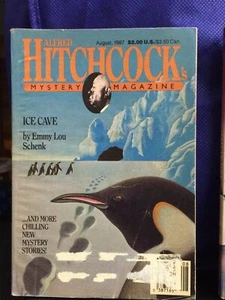 ALFRED
August, 1987 $2.00 U.S./$2.50 Can.
HITCHCOCK's
MYSTERY MAGAZINE
ICE CAVE
by Emmy Lou
Schenk
...AND MORE
CHILLING
NEW
MYSTERY
STORIES!
08